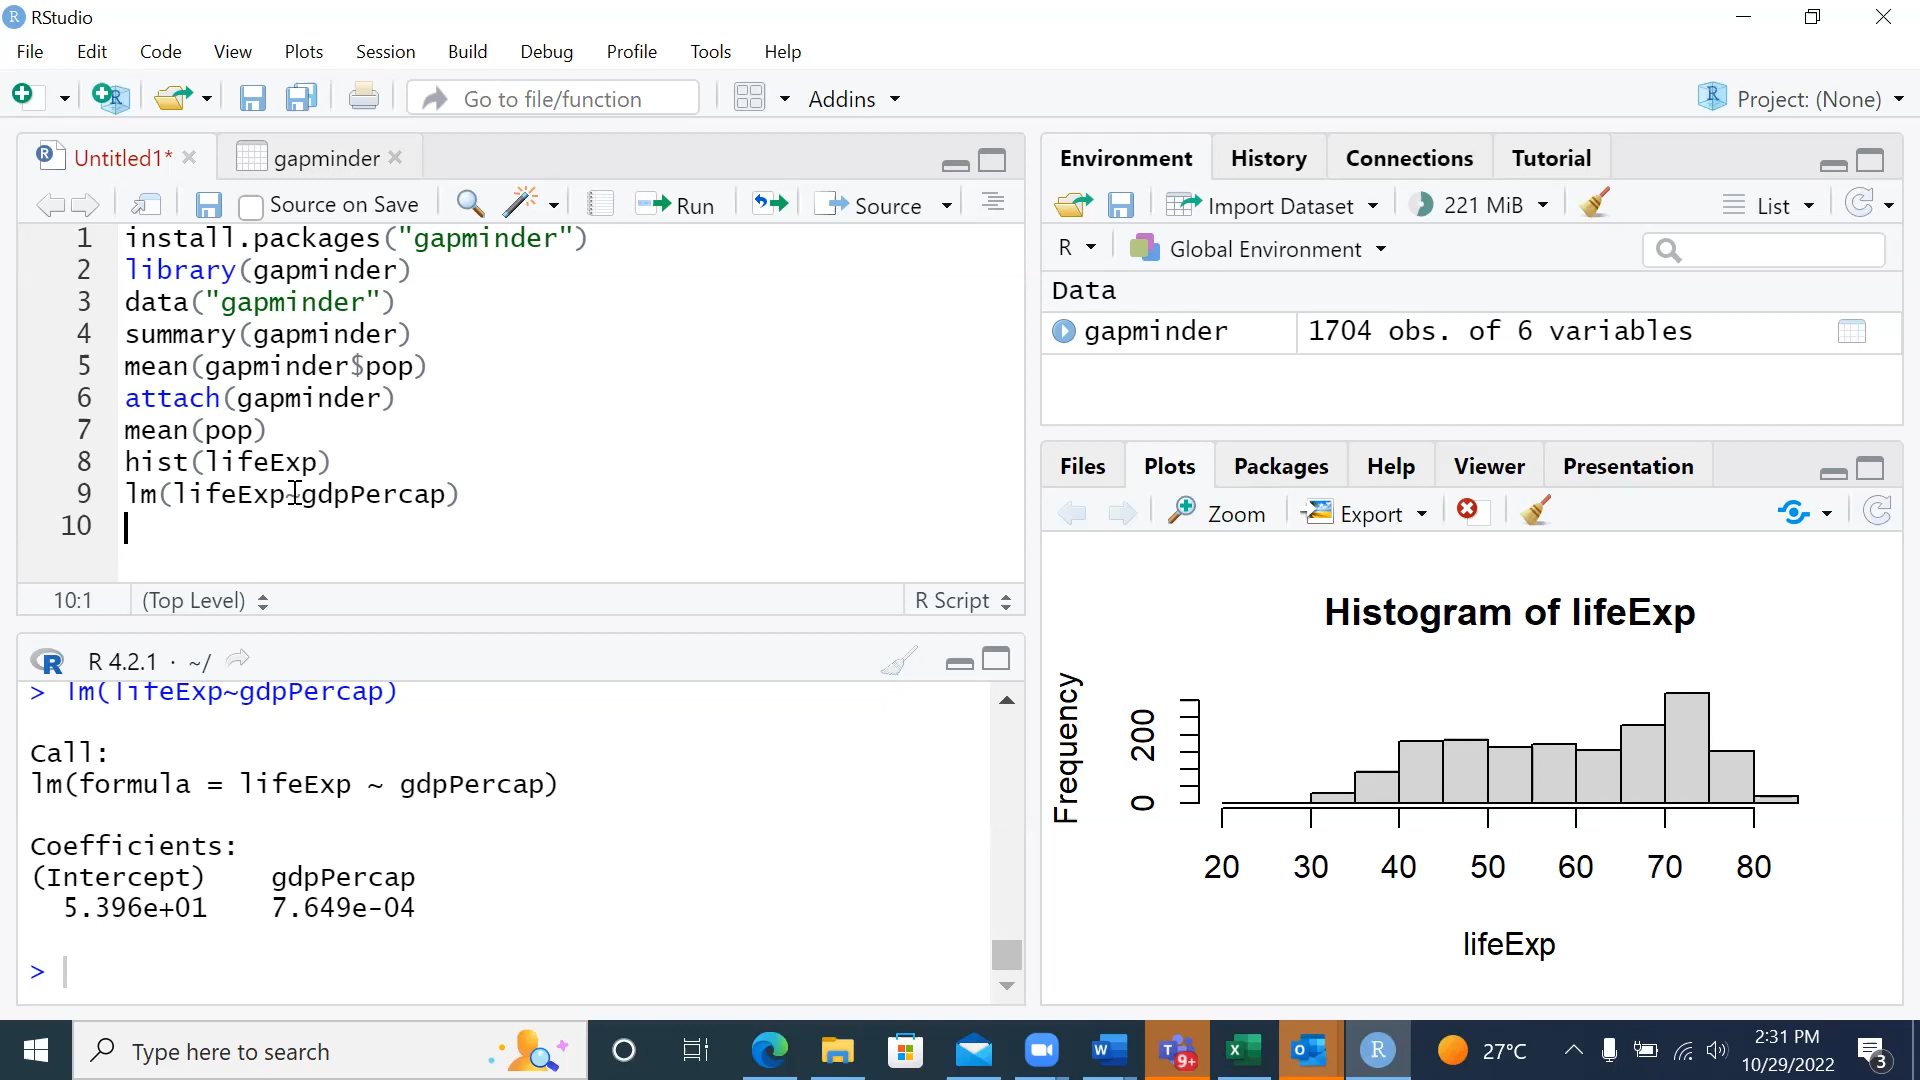 RStudio
File Edit Code View Plots Session Build Debug Profile Tools Help
Go to file/function Addins Project: (None)
Untitled1* gapminder
Source on Save Run Source
1 install.packages("gapminder")
2 library(gapminder)
3 data("gapminder")
4 summary(gapminder)
5 mean(gapminder$pop)
6 attach(gapminder)
7 mean(pop)
8 hist(lifeExp)
9 lm(lifeExp~gdpPercap)
10
10:1 (Top Level) R Script
R 4.2.1 · ~/
> lm(lifeExp~gdpPercap)
Call:
lm(formula = lifeExp ~ gdpPercap)
Coefficients:
(Intercept) gdpPercap
5.396e+01 7.649e-04
>
Environment History Connections Tutorial
Import Dataset 221 MiB List
R Global Environment
Data
gapminder 1704 obs. of 6 variables
Files Plots Packages Help Viewer Presentation
Zoom Export
Histogram of lifeExp
Frequency
0 200
20 30 40 50 60 70 80
lifeExp
Type here to search
9+
27°C
2:31 PM
10/29/2022
3